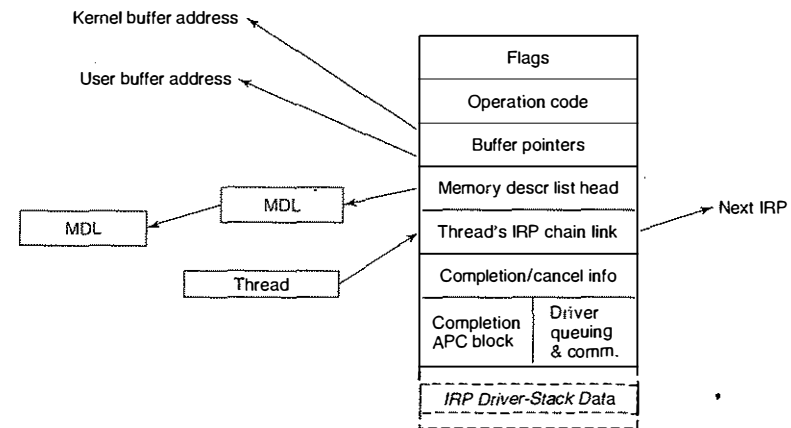 Kernel buffer address
User buffer address
Flags
Operation code
Buffer pointers
Memory descr list head
MDL
MDL
Thread's IRP chain link
Next IRP
Thread
Completion/cancel info
Completion
APC block
Driver
queuing
& comm.
IRP Driver-Stack Data